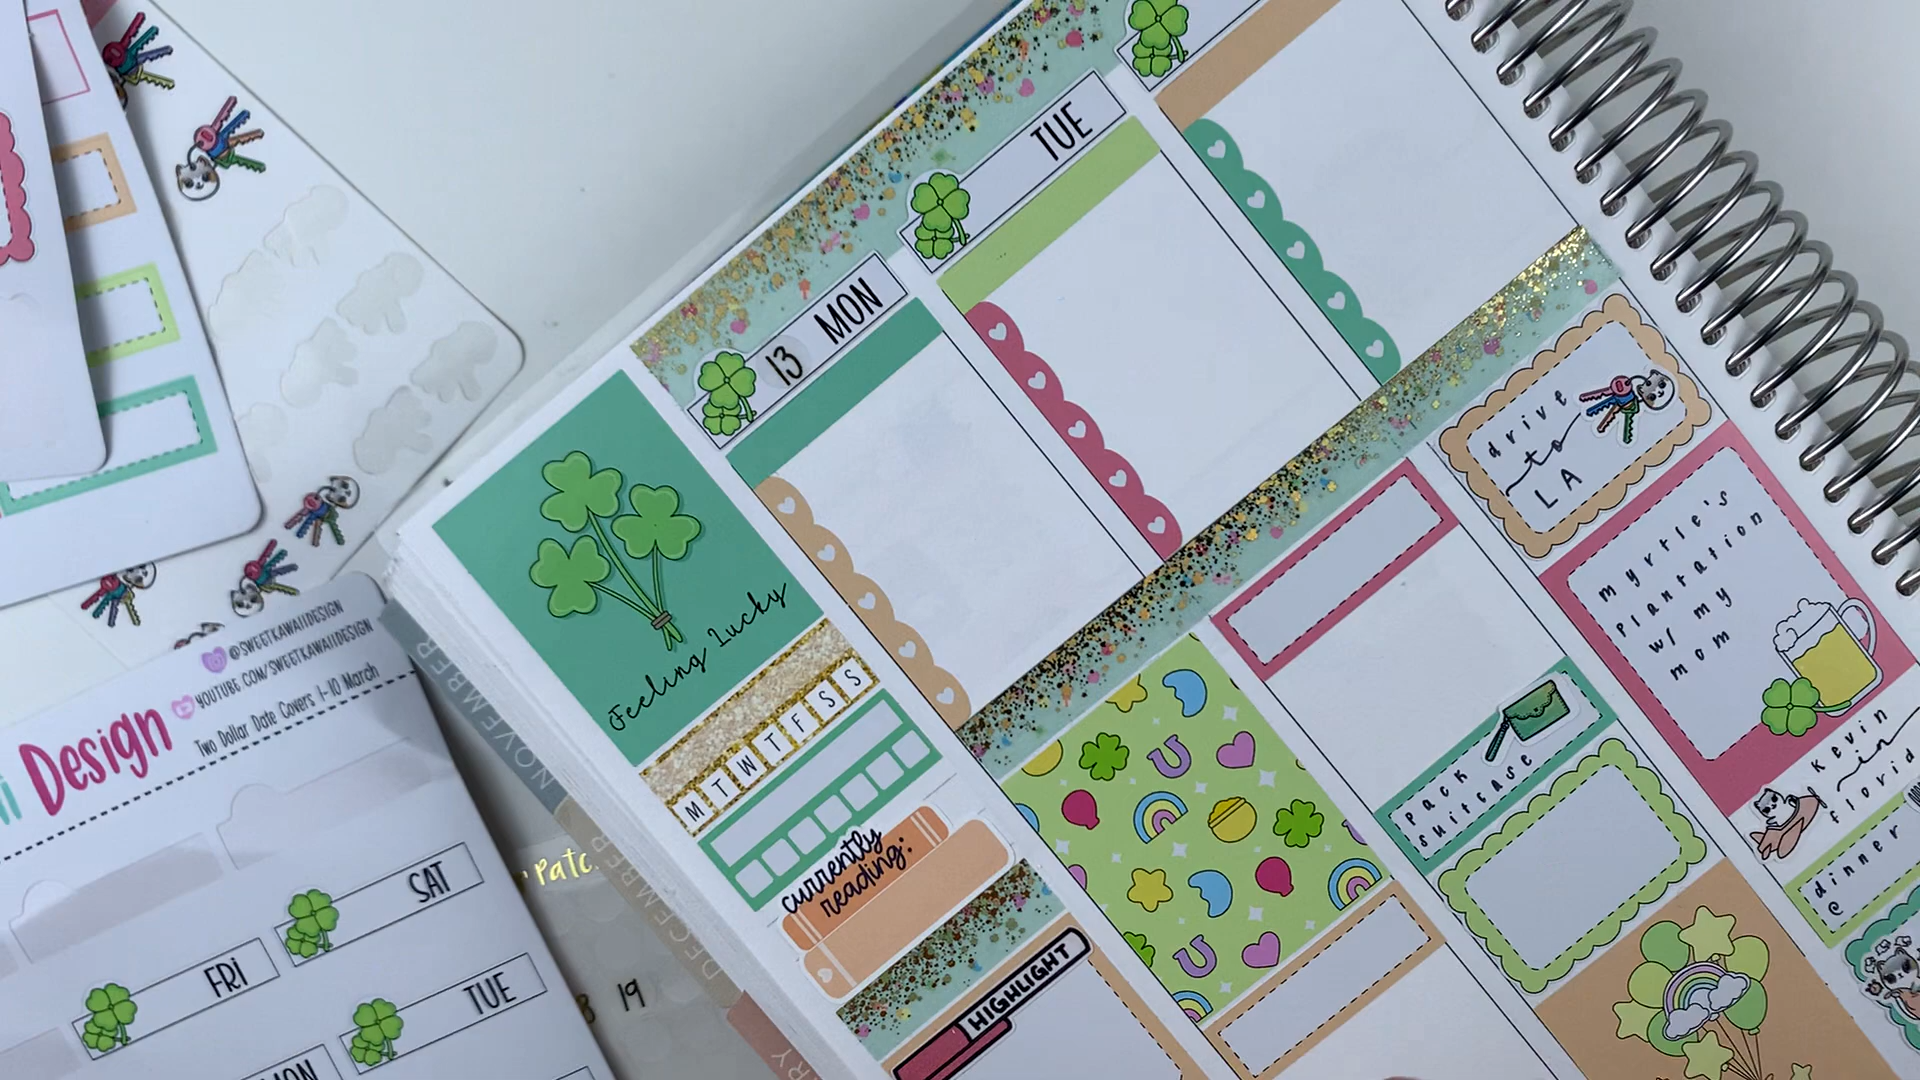 TUE
13 MON
Feeling Lucky
M T W T F S S
currently
reading:
HIGHLIGHT
drive
to
LA
myrtle's
plantation
w/ my
mom
pack
suitcase
Kevin
in
dinner
@
NOVEMBER
DECEMBER
@SWEETKAWAIIDESIGN
YOUTUBE.COM/SWEETKAWAIIDESIGN
Design
Two Dollar Date Covers 1-10 March
SAT
FRI
TUE
MON
19